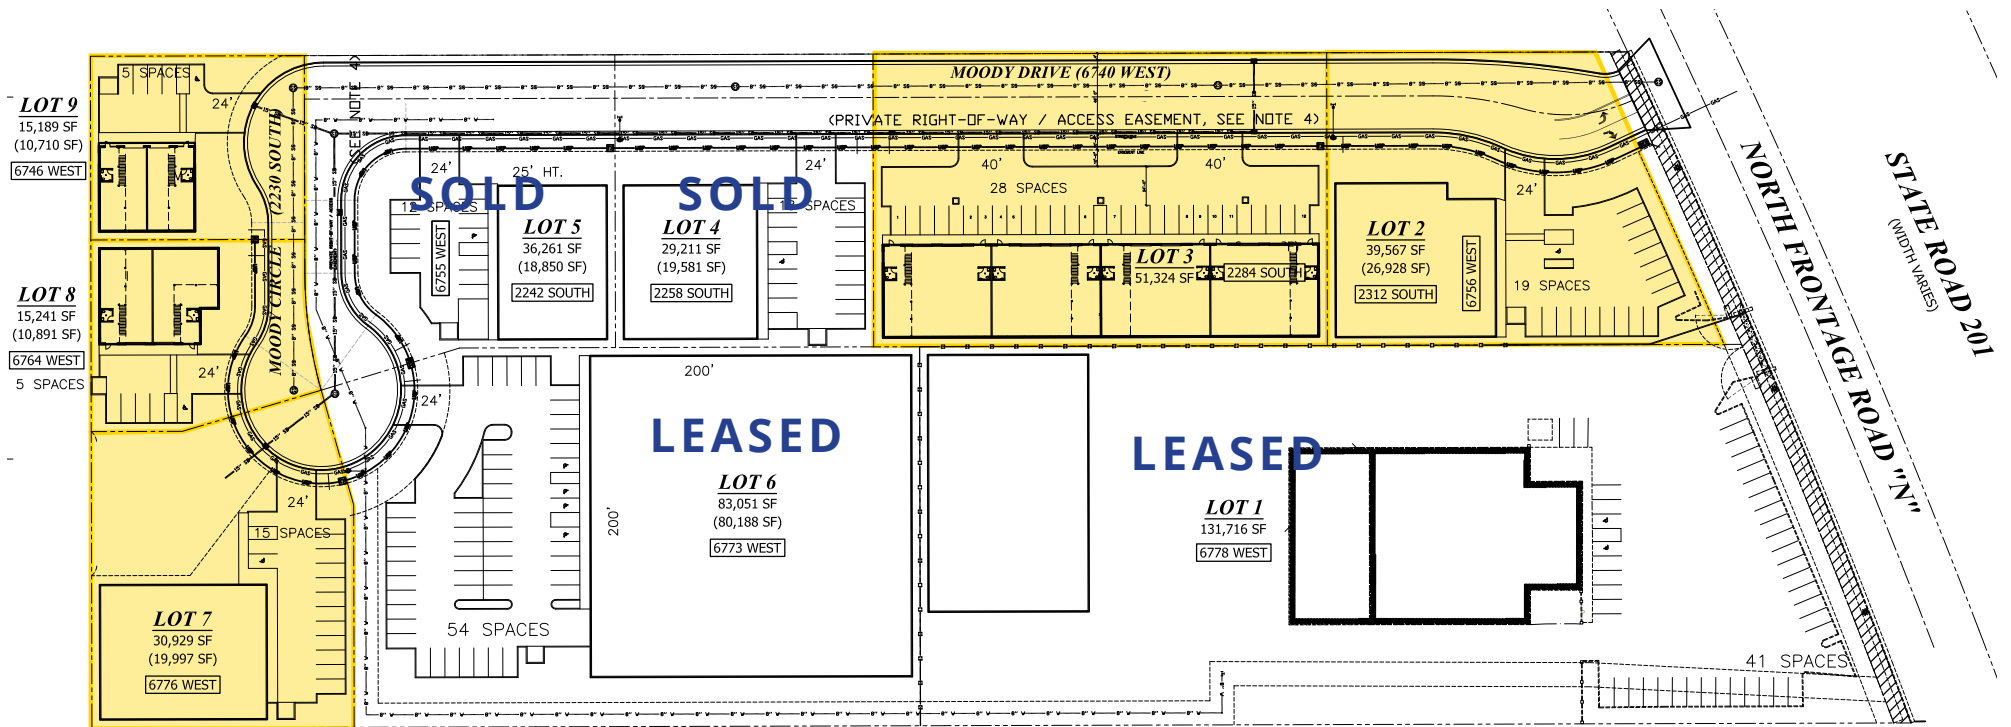 LOT 9
15,189 SF
(10,710 SF)
6746 WEST
5 SPACES
24'
LOT 8
15,241 SF
(10,891 SF)
6764 WEST
5 SPACES
24'
MOODY CIRCLE (2230 SOUTH)
SEE NOTE 4)
MOODY DRIVE (6740 WEST)
(PRIVATE RIGHT-OF-WAY / ACCESS EASEMENT, SEE NOTE 4)
SOLD
24'
25' HT.
12 SPACES
6755 WEST
LOT 5
36,261 SF
(18,850 SF)
2242 SOUTH
SOLD
24'
LOT 4
29,211 SF
(19,581 SF)
2258 SOUTH
SPACES
40'
40'
28 SPACES
LOT 3
51,324 SF
2284 SOUTH
LOT 2
39,567 SF
(26,928 SF)
2312 SOUTH
6756 WEST
24'
19 SPACES
NORTH FRONTAGE ROAD "N"
STATE ROAD 201
(WIDTH VARIES)
24'
200'
LEASED
LOT 6
83,051 SF
(80,188 SF)
6773 WEST
200'
54 SPACES
LEASED
LOT 1
131,716 SF
6778 WEST
41 SPACES
24'
15 SPACES
LOT 7
30,929 SF
(19,997 SF)
6776 WEST